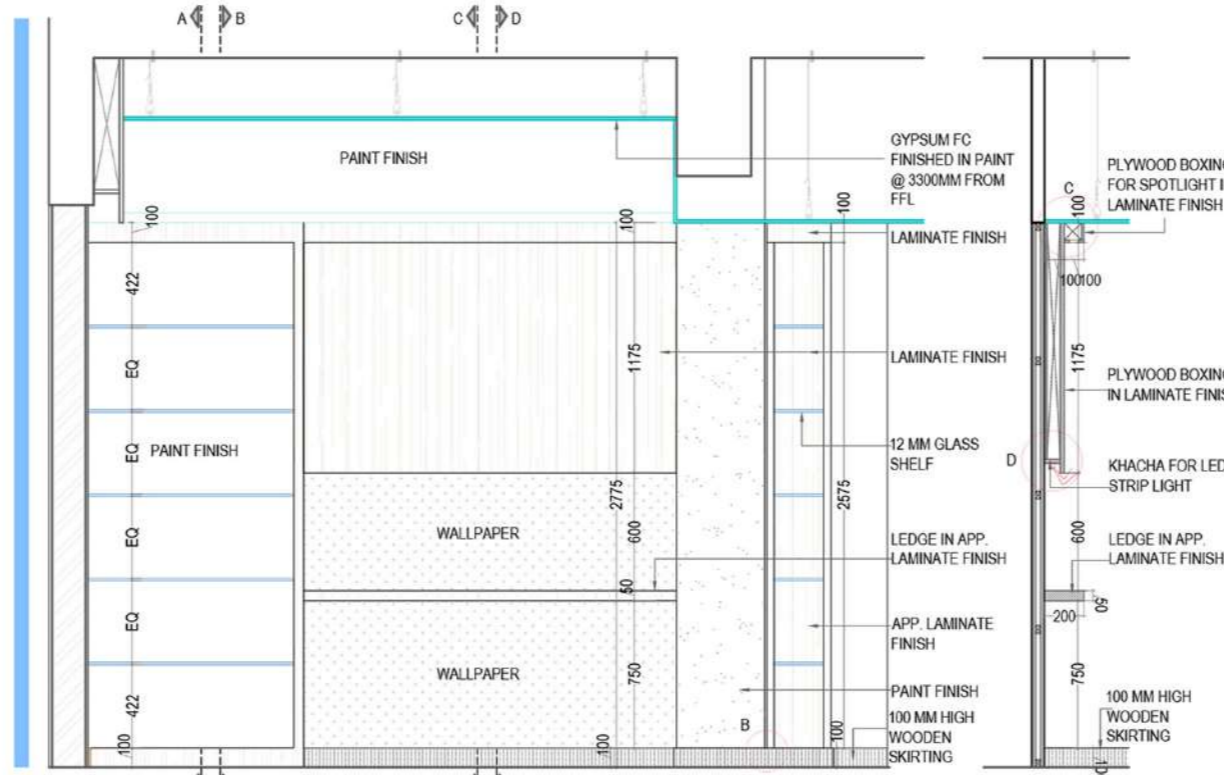 A B
C D
PAINT FINISH
GYPSUM FC
FINISHED IN PAINT
@ 3300MM FROM
FFL
C
100
PLYWOOD BOXING
FOR SPOTLIGHT I
LAMINATE FINISH
100
100
100
LAMINATE FINISH
422
100100
EQ
1175
LAMINATE FINISH
1175
PLYWOOD BOXING
IN LAMINATE FINIS
EQ
PAINT FINISH
12 MM GLASS
SHELF
D
KHACHA FOR LED
STRIP LIGHT
2775
2575
EQ
WALLPAPER
600
LEDGE IN APP.
LAMINATE FINISH
600
LEDGE IN APP.
LAMINATE FINISH
50
200
50
EQ
APP. LAMINATE
FINISH
WALLPAPER
750
750
422
PAINT FINISH
B
100 MM HIGH
WOODEN
SKIRTING
100 MM HIGH
WOODEN
SKIRTING
100
100
100